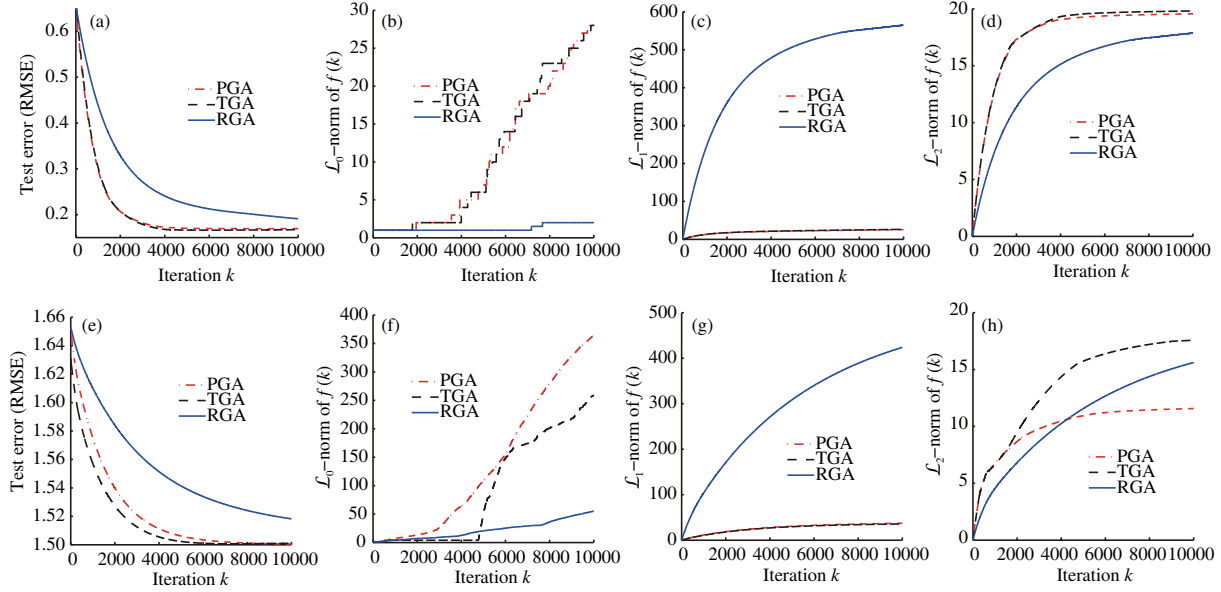 (a)
Test error (RMSE)
0.6
0.5
0.4
0.3
0.2
PGA
TGA
RGA
0 2000 4000 6000 8000 10000
Iteration k
(b)
ℒ0−norm of f (k)
30
25
20
15
10
5
0
PGA
TGA
RGA
0 2000 4000 6000 8000 10000
Iteration k
(c)
ℒ1−norm of f (k)
600
500
400
300
200
100
0
PGA
TGA
RGA
0 2000 4000 6000 8000 10000
Iteration k
(d)
ℒ2−norm of f (k)
20
15
10
5
0
PGA
TGA
RGA
0 2000 4000 6000 8000 10000
Iteration k
(e)
Test error (RMSE)
1.66
1.64
1.62
1.60
1.58
1.56
1.54
1.52
1.50
PGA
TGA
RGA
0 2000 4000 6000 8000 10000
Iteration k
(f)
ℒ0−norm of f (k)
400
350
300
250
200
150
100
50
0
PGA
TGA
RGA
0 2000 4000 6000 8000 10000
Iteration k
(g)
ℒ1−norm of f (k)
500
400
300
200
100
0
PGA
TGA
RGA
0 2000 4000 6000 8000 10000
Iteration k
(h)
ℒ2−norm of f (k)
20
15
10
5
0
PGA
TGA
RGA
0 2000 4000 6000 8000 10000
Iteration k